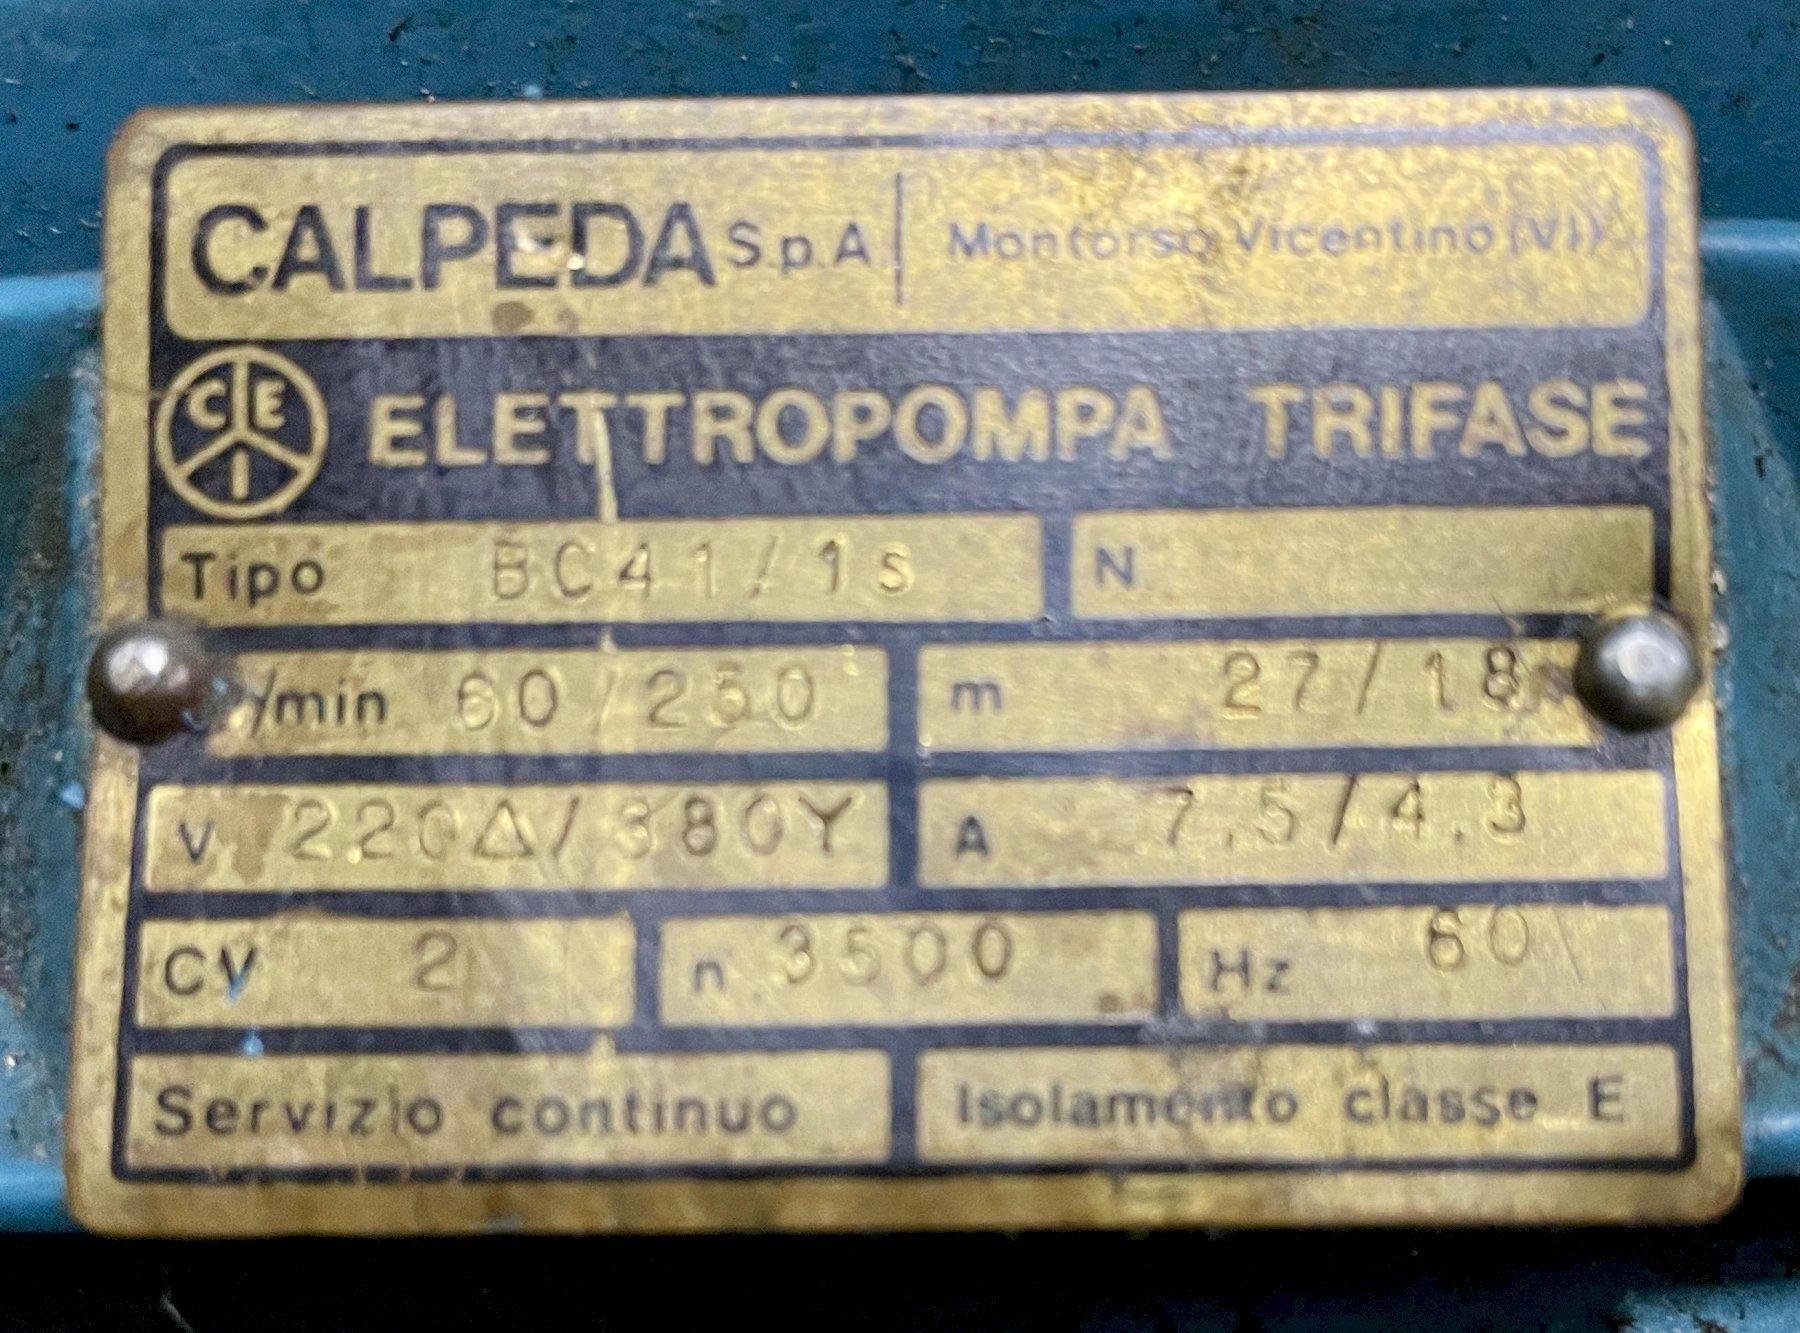 CALPEDA S.p.A | Montorso Vicentino (VI)
CEI ELETTROPOMPA TRIFASE
Tipo BC41/1s N.
/min 60/250 m 27/18
V 220Δ/380Y A 7.5/4.3
CV 2 n 3500 Hz 60
Servizio continuo Isolamento classe E